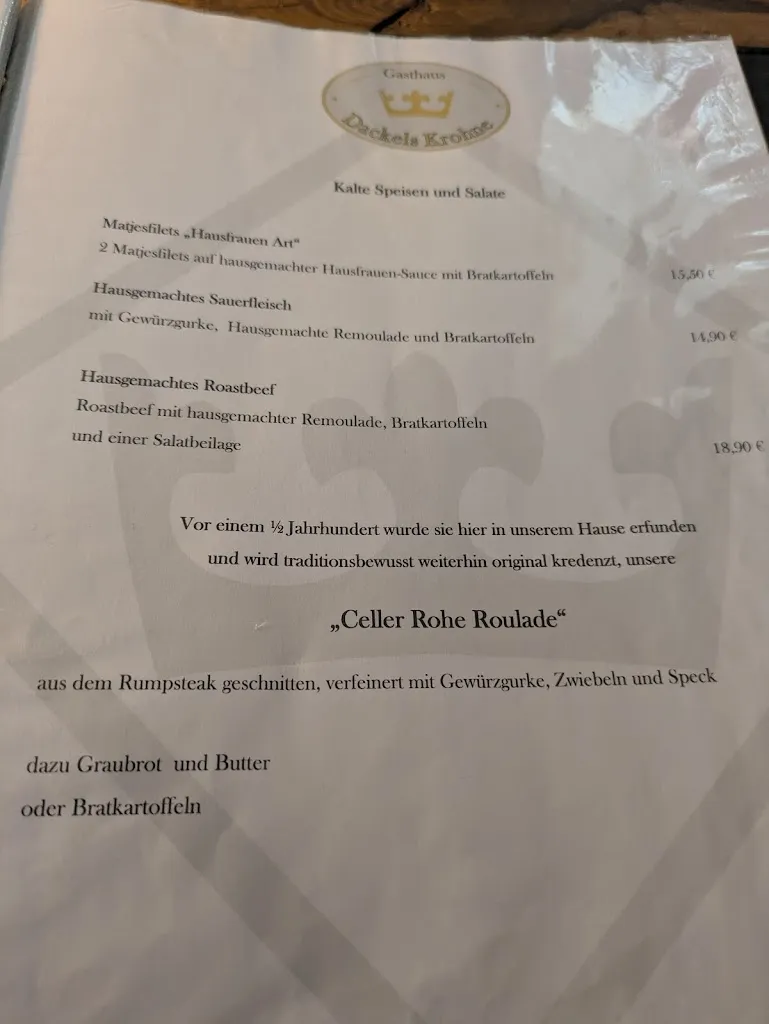 Gasthaus
Dackels Krohne
Kalte Speisen und Salate
Matjesfilets „Hausfrauen Art“
2 Matjesfilets auf hausgemachter Hausfrauen-Sauce mit Bratkartoffeln 15,50 €
Hausgemachtes Sauerfleisch
mit Gewürzgurke, Hausgemachte Remoulade und Bratkartoffeln 14,90 €
Hausgemachtes Roastbeef
Roastbeef mit hausgemachter Remoulade, Bratkartoffeln
und einer Salatbeilage 18,90 €
Vor einem ½ Jahrhundert wurde sie hier in unserem Hause erfunden
und wird traditionsbewusst weiterhin original kredenzt, unsere
„Celler Rohe Roulade“
aus dem Rumpsteak geschnitten, verfeinert mit Gewürzgurke, Zwiebeln und Speck
dazu Graubrot und Butter
oder Bratkartoffeln